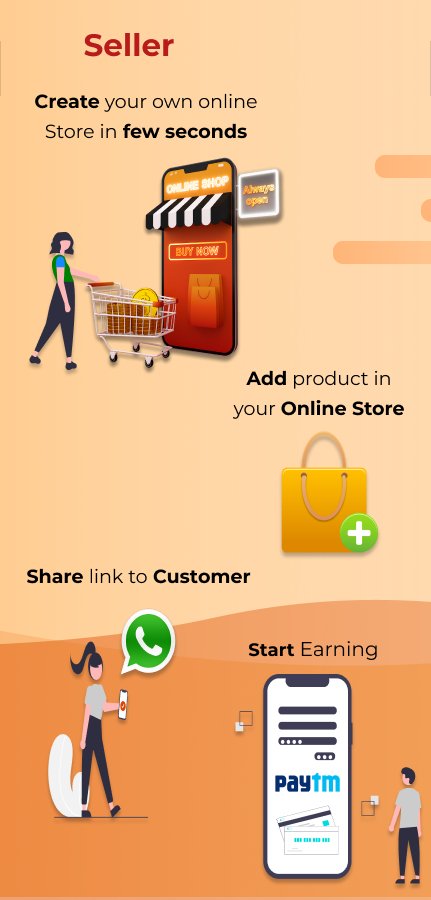 Seller
Create your own online
Store in few seconds
ONLINE SHOP
Always
open
BUY NOW
Add product in
your Online Store
Share link to Customer
Start Earning
paytm